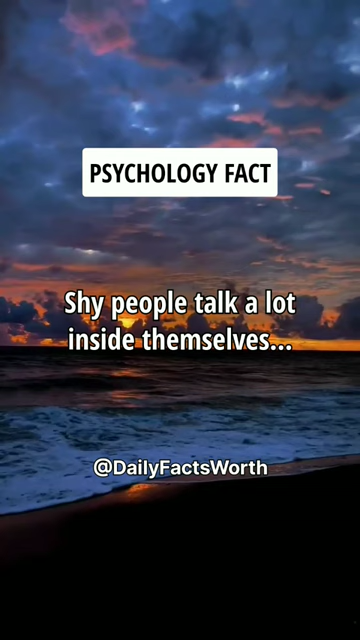 PSYCHOLOGY FACT
Shy people talk a lot
inside themselves...
@DailyFactsWorth